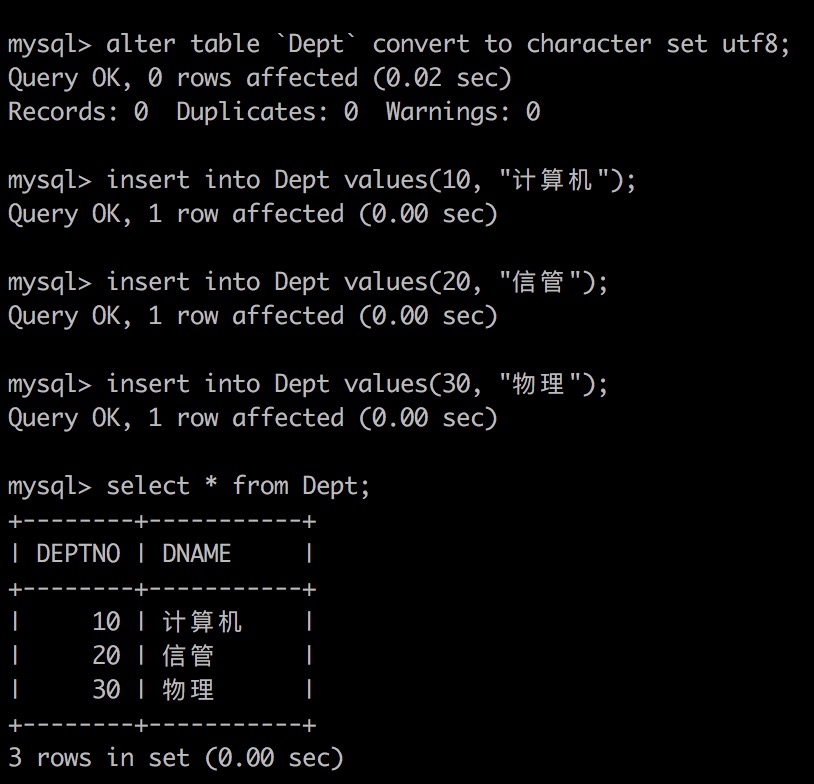 mysql> alter table `Dept` convert to character set utf8;
Query OK, 0 rows affected (0.02 sec)
Records: 0  Duplicates: 0  Warnings: 0
mysql> insert into Dept values(10, "计算机");
Query OK, 1 row affected (0.00 sec)
mysql> insert into Dept values(20, "信管");
Query OK, 1 row affected (0.00 sec)
mysql> insert into Dept values(30, "物理");
Query OK, 1 row affected (0.00 sec)
mysql> select * from Dept;
+--------+-----------+
| DEPTNO | DNAME     |
+--------+-----------+
|     10 | 计算机    |
|     20 | 信管      |
|     30 | 物理      |
+--------+-----------+
3 rows in set (0.00 sec)